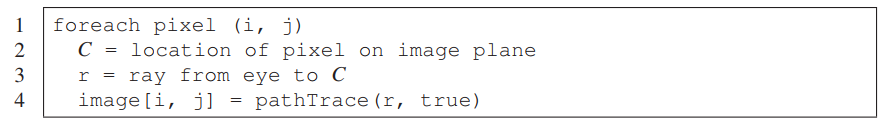 1 foreach pixel (i, j)
2 C = location of pixel on image plane
3 r = ray from eye to C
4 image[i, j] = pathTrace(r, true)